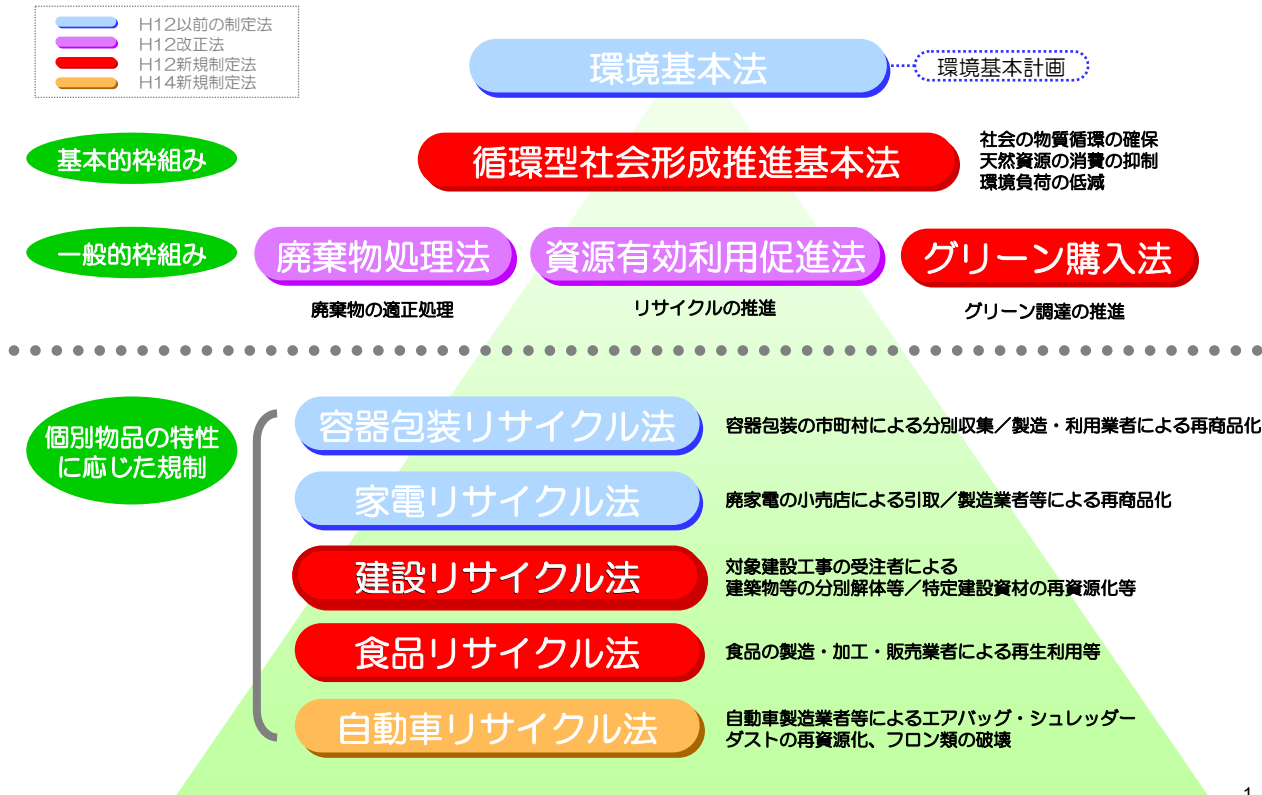 H12以前の制定法
H12改正法
H12新規制定法
H14新規制定法
環境基本法
環境基本計画
基本的枠組み
循環型社会形成推進基本法
社会の物質循環の確保
天然資源の消費の抑制
環境負荷の低減
一般的枠組み
廃棄物処理法
資源有効利用促進法
グリーン購入法
廃棄物の適正処理
リサイクルの推進
グリーン調達の推進
個別物品の特性
に応じた規制
容器包装リサイクル法
容器包装の市町村による分別収集／製造・利用業者による再商品化
家電リサイクル法
廃家電の小売店による引取／製造業者等による再商品化
建設リサイクル法
対象建設工事の受注者による
建築物等の分別解体等／特定建設資材の再資源化等
食品リサイクル法
食品の製造・加工・販売業者による再生利用等
自動車リサイクル法
自動車製造業者等によるエアバッグ・シュレッダー
ダストの再資源化、フロン類の破壊
1